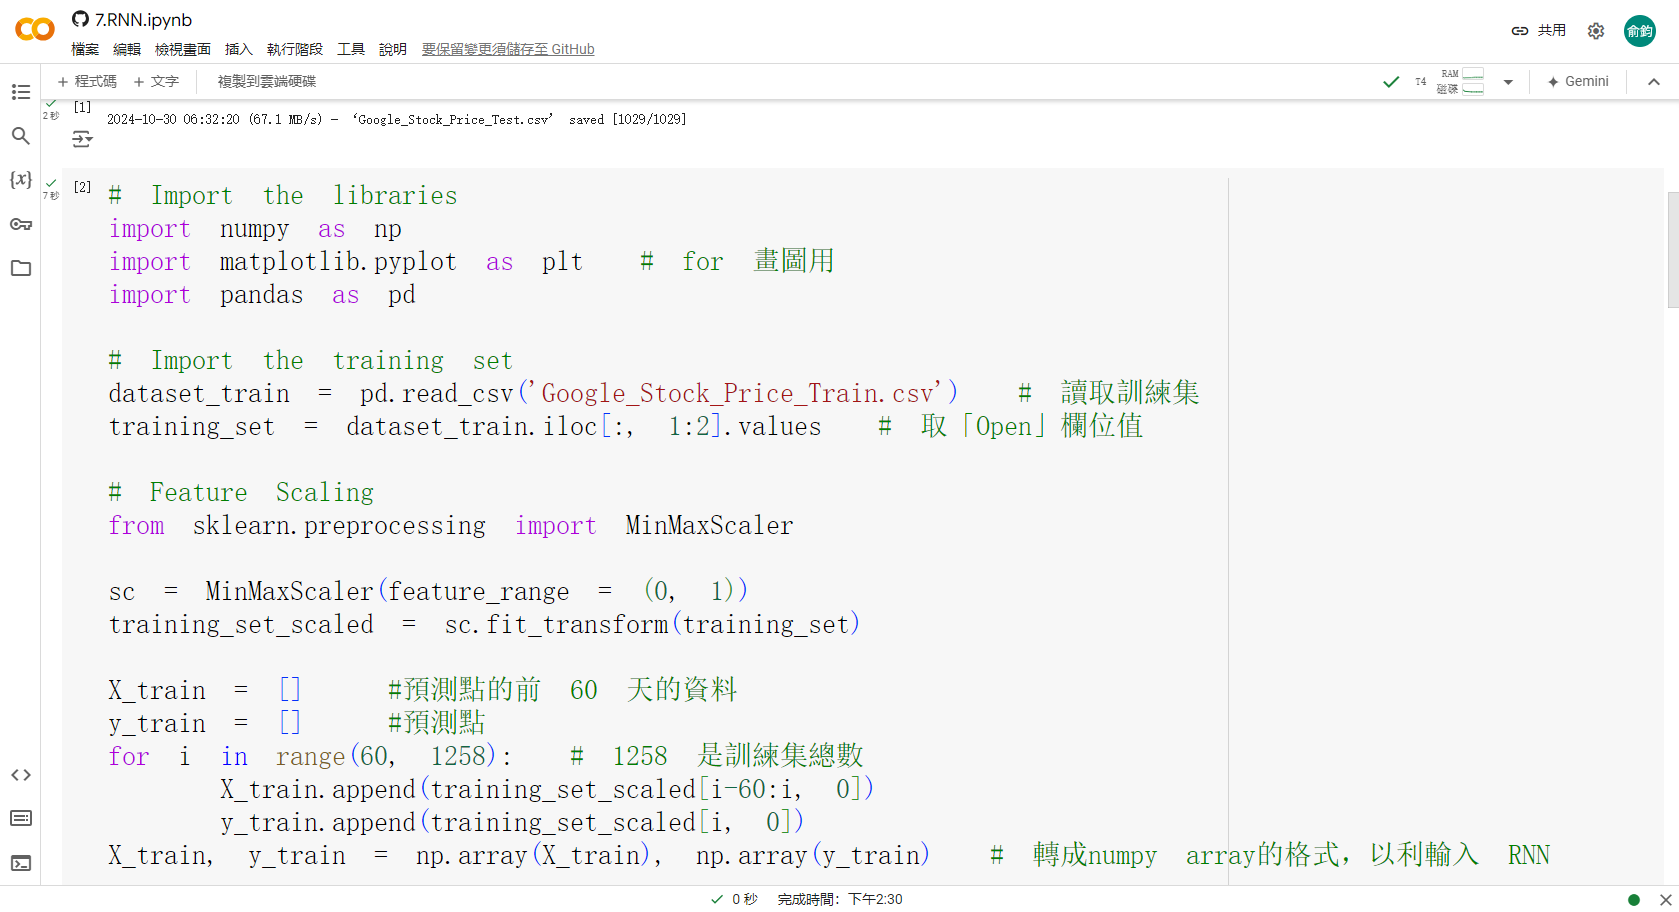 CO 7.RNN.ipynb
檔案 編輯 檢視畫面 插入 執行階段 工具 說明 要保留變更須儲存至 GitHub
共用 俞鈞
+ 程式碼 + 文字 複製到雲端硬碟
T4 RAM 磁碟 Gemini
[1]
2 秒
2024-10-30 06:32:20 (67.1 MB/s) - ‘Google_Stock_Price_Test.csv’ saved [1029/1029]
{x}
[2]
7 秒
# Import the libraries
import numpy as np
import matplotlib.pyplot as plt # for 畫圖用
import pandas as pd
# Import the training set
dataset_train = pd.read_csv('Google_Stock_Price_Train.csv') # 讀取訓練集
training_set = dataset_train.iloc[:, 1:2].values # 取「Open」欄位值
# Feature Scaling
from sklearn.preprocessing import MinMaxScaler
sc = MinMaxScaler(feature_range = (0, 1))
training_set_scaled = sc.fit_transform(training_set)
X_train = [] #預測點的前 60 天的資料
y_train = [] #預測點
for i in range(60, 1258): # 1258 是訓練集總數
X_train.append(training_set_scaled[i-60:i, 0])
y_train.append(training_set_scaled[i, 0])
X_train, y_train = np.array(X_train), np.array(y_train) # 轉成numpy array的格式，以利輸入 RNN
0 秒 完成時間：下午2:30